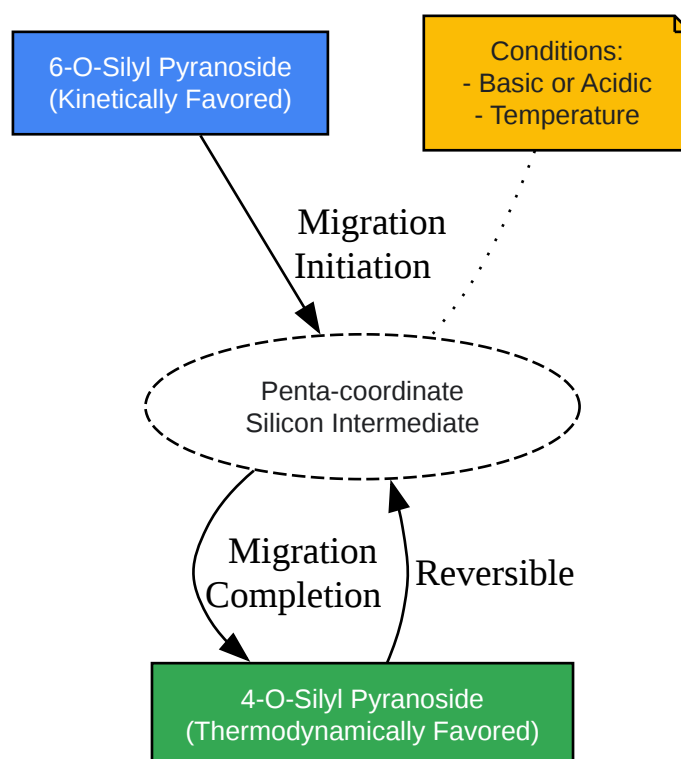 6-O-Silyl Pyranoside
(Kinetically Favored)
Conditions:
- Basic or Acidic
- Temperature
Migration
Initiation
Penta-coordinate
Silicon Intermediate
Migration
Completion
Reversible
4-O-Silyl Pyranoside
(Thermodynamically Favored)